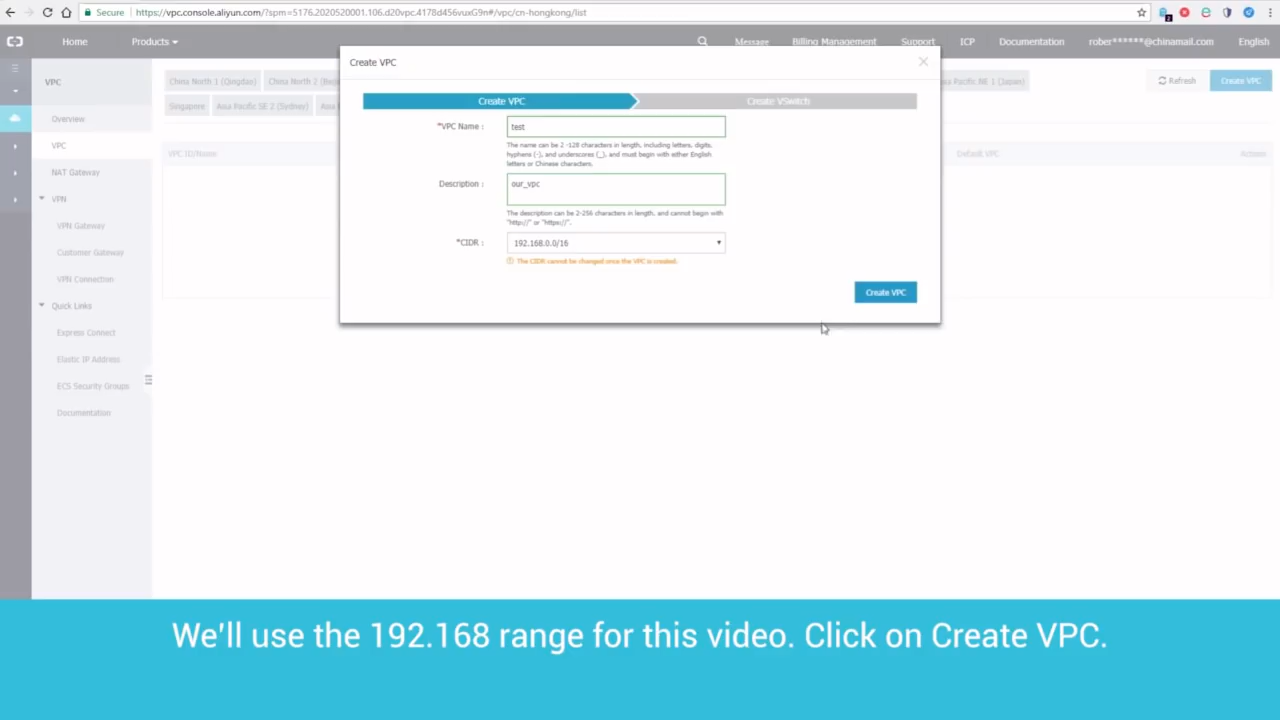 Secure https://vpc.console.aliyun.com/?spm=5176.2020520001.106.d20vpc.4178d456vuxG9n#/vpc/cn-hongkong/list
Home Products Message Billing Management Support ICP Documentation rober******@chinamail.com English
Create VPC
VPC
China North 1 (Qingdao) China North 2 (Beij
Asia Pacific NE 1 (Japan)
Refresh
Create VPC
Singapore Asia Pacific SE 2 (Sydney) Asia
Create VPC Create VSwitch
Overview
VPC
NAT Gateway
VPN
VPN Gateway
Customer Gateway
VPN Connection
Quick Links
Express Connect
Elastic IP Address
ECS Security Groups
Documentation
VPC ID/Name Default VPC Actions
*VPC Name : test
The name can be 2 -128 characters in length, including letters, digits,
hyphens (-), and underscores (_), and must begin with either English
letters or Chinese characters.
Description : our_vpc
The description can be 2-256 characters in length, and cannot begin with
"http://" or "https://".
*CIDR : 192.168.0.0/16
The CIDR cannot be changed once the VPC is created.
Create VPC
We'll use the 192.168 range for this video. Click on Create VPC.